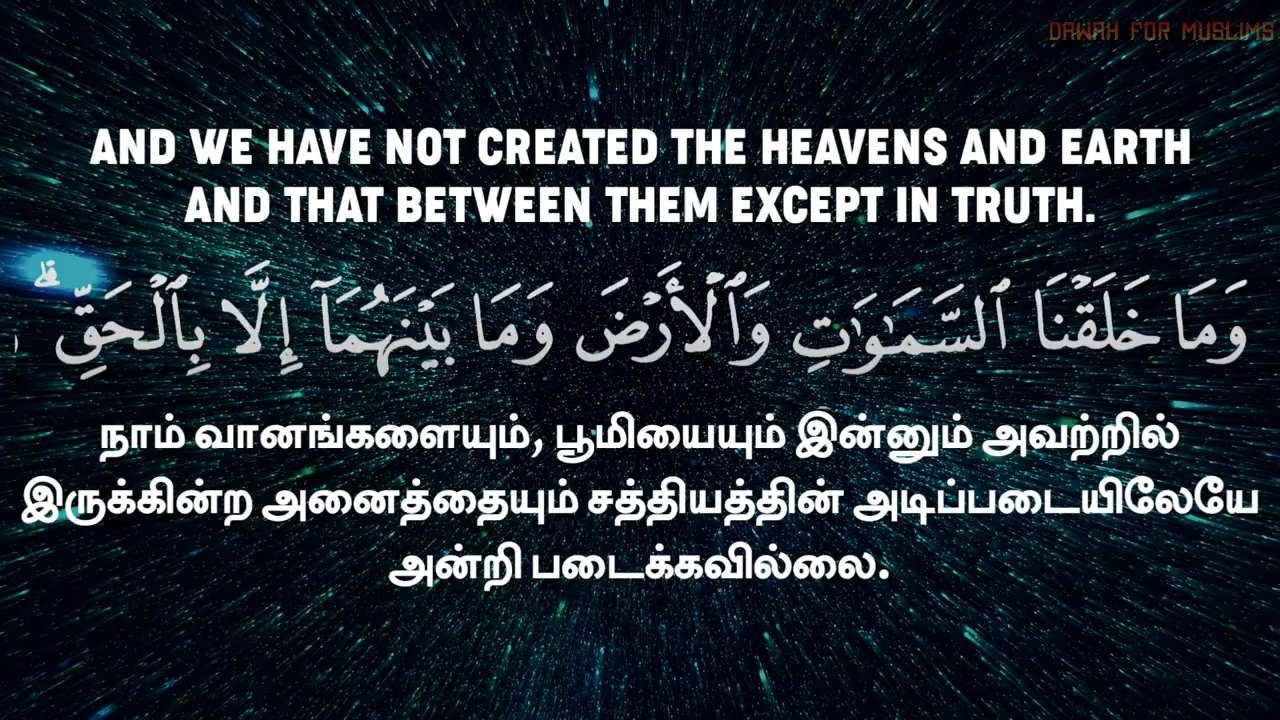 DAWAH FOR MUSLIMS
AND WE HAVE NOT CREATED THE HEAVENS AND EARTH
AND THAT BETWEEN THEM EXCEPT IN TRUTH.
وَمَا خَلَقْنَا ٱلسَّمَـٰوَٰتِ وَٱلْأَرْضَ وَمَا بَيْنَهُمَآ إِلَّا بِٱلْحَقِّ ۗ
நாம் வானங்களையும், பூமியையும் இன்னும் அவற்றில்
இருக்கின்ற அனைத்தையும் சத்தியத்தின் அடிப்படையிலேயே
அன்றி படைக்கவில்லை.